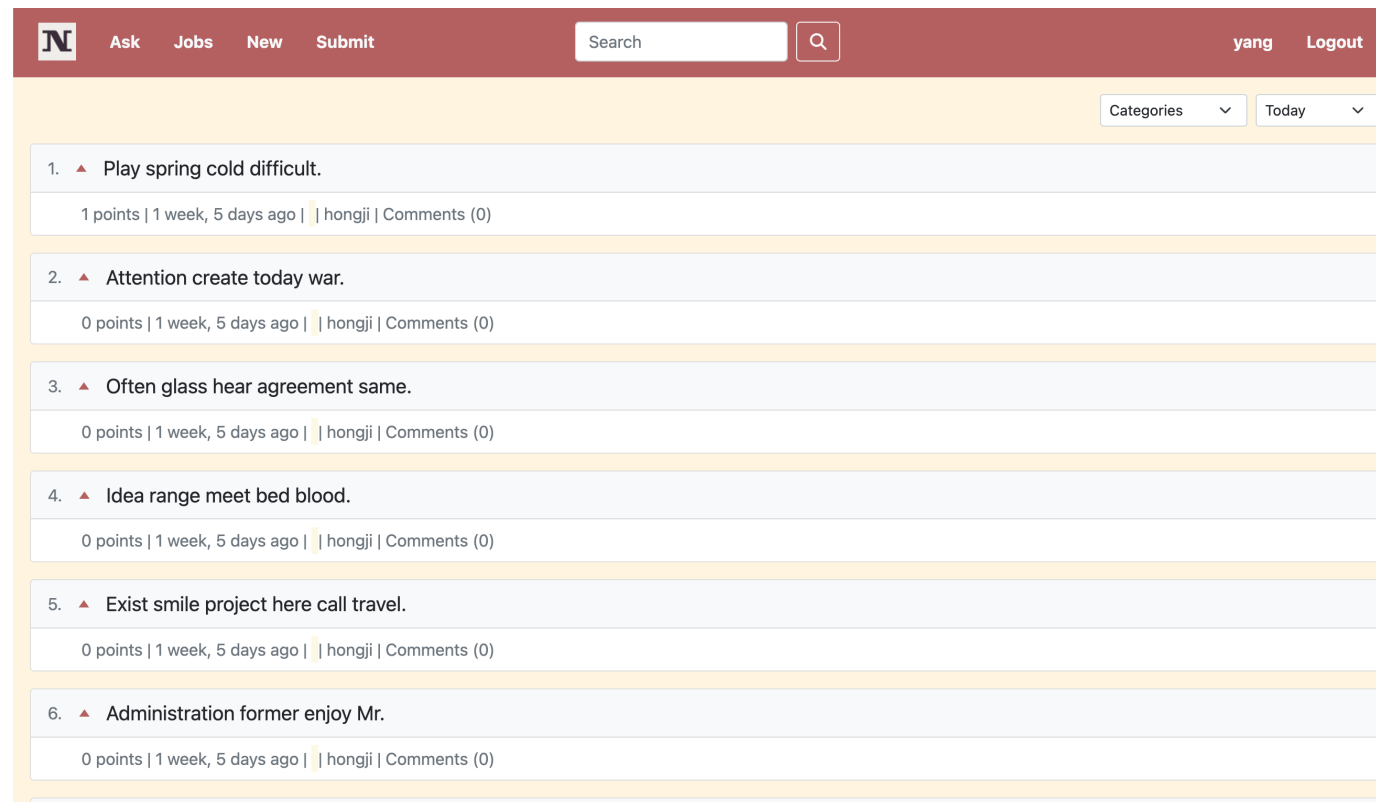 N Ask Jobs New Submit Search yang Logout
Categories Today
1. Play spring cold difficult.
1 points | 1 week, 5 days ago | | hongji | Comments (0)
2. Attention create today war.
0 points | 1 week, 5 days ago | | hongji | Comments (0)
3. Often glass hear agreement same.
0 points | 1 week, 5 days ago | | hongji | Comments (0)
4. Idea range meet bed blood.
0 points | 1 week, 5 days ago | | hongji | Comments (0)
5. Exist smile project here call travel.
0 points | 1 week, 5 days ago | | hongji | Comments (0)
6. Administration former enjoy Mr.
0 points | 1 week, 5 days ago | | hongji | Comments (0)